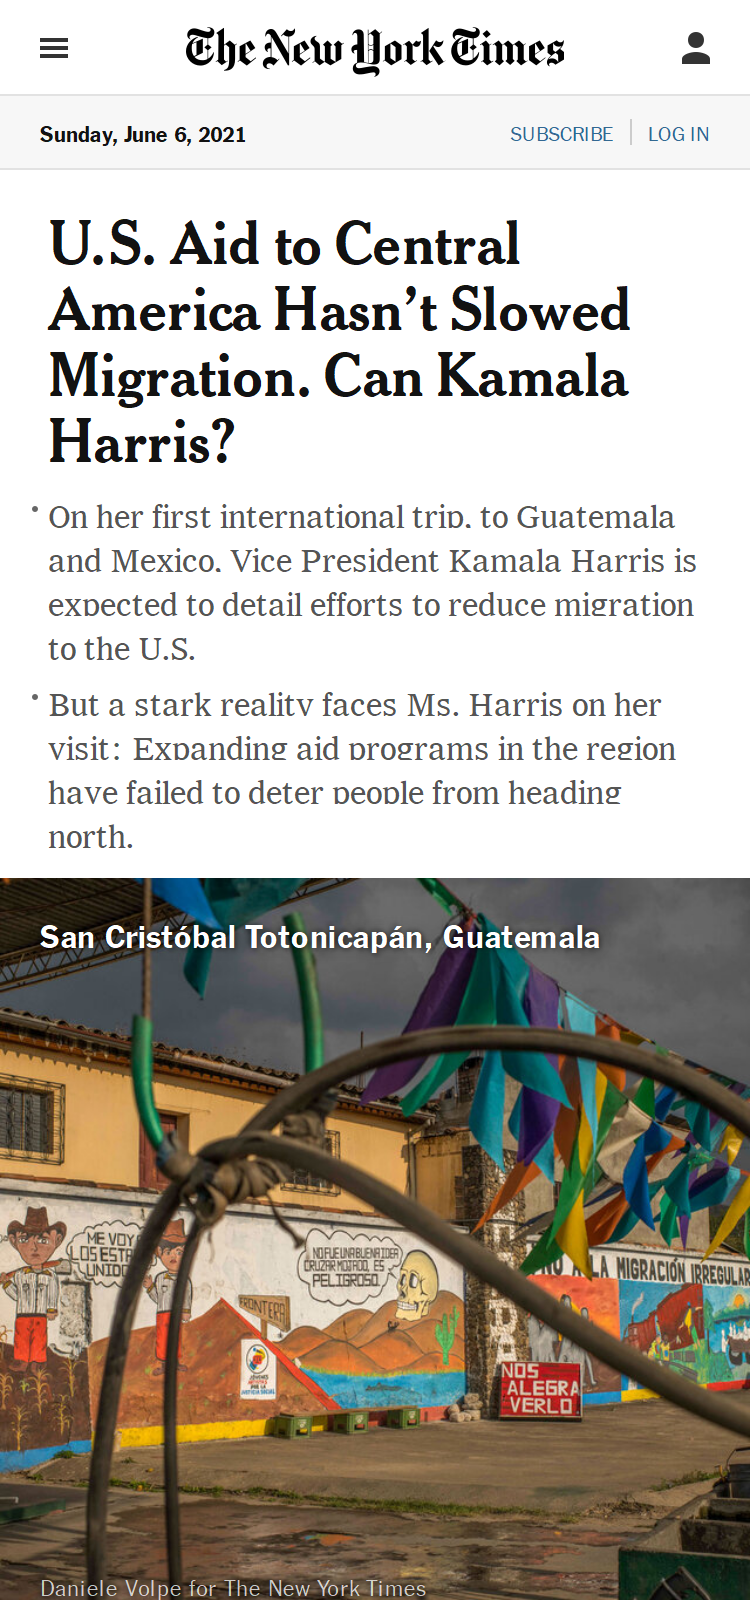 The New York Times
Sunday, June 6, 2021
SUBSCRIBE
LOG IN
U.S. Aid to Central
America Hasn’t Slowed
Migration. Can Kamala
Harris?
• On her first international trip, to Guatemala
and Mexico, Vice President Kamala Harris is
expected to detail efforts to reduce migration
to the U.S.
• But a stark reality faces Ms. Harris on her
visit: Expanding aid programs in the region
have failed to deter people from heading
north.
San Cristóbal Totonicapán, Guatemala
ME VOY A
LOS ESTA
UNIDO
NO FUE UNA BUENA IDEA
CRUZAR MOJADO, ES
PELIGROSO.
FRONTERA
NO A LA MIGRACIÓN IRREGULAR
JUSTICIA SOCIAL
NOS
ALEGRA
VERLO
Daniele Volpe for The New York Times